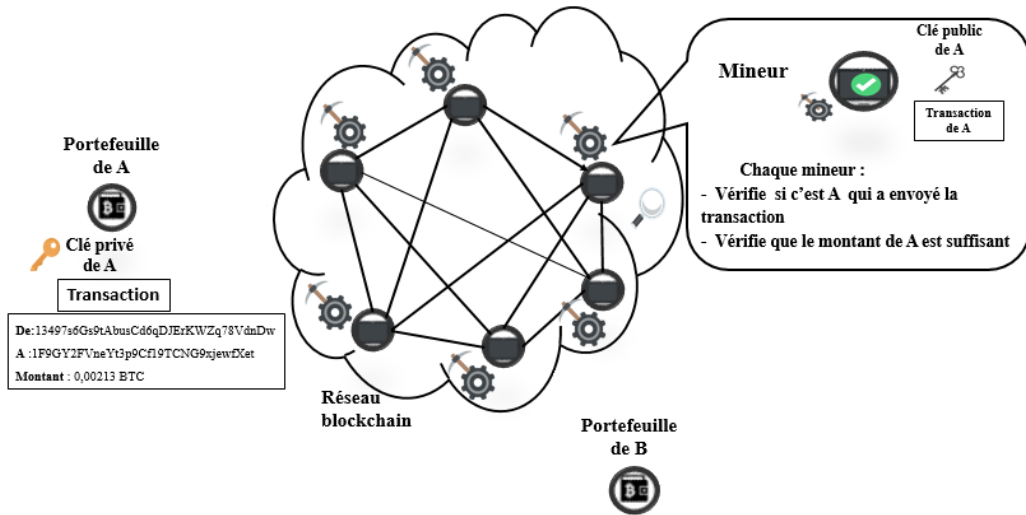 Portefeuille
de A
Clé privé
de A
Transaction
De:13497s6Gs9tAbusCd6qDJErKWZq78VdnDw
A :1F9GY2FVneYt3p9Cf19TCNG9xjewfXet
Montant : 0,00213 BTC
Réseau
blockchain
Portefeuille
de B
Mineur
Clé public
de A
Transaction
de A
Chaque mineur :
- Vérifie si c’est A qui a envoyé la
transaction
- Vérifie que le montant de A est suffisant